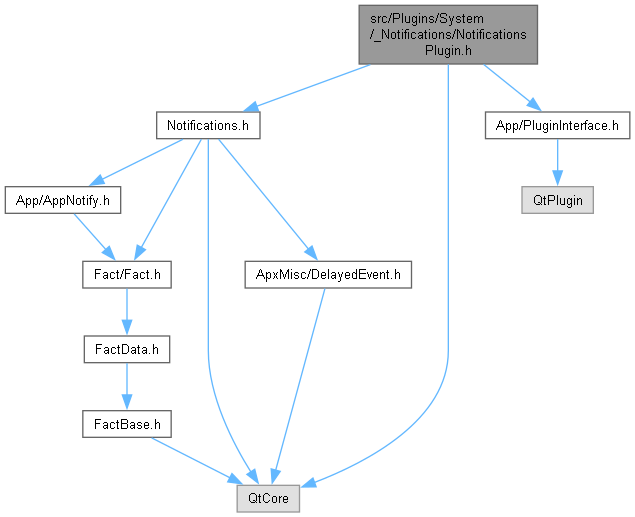 src/Plugins/System
/_Notifications/Notifications
Plugin.h
Notifications.h
App/PluginInterface.h
App/AppNotify.h
QtPlugin
Fact/Fact.h
ApxMisc/DelayedEvent.h
FactData.h
FactBase.h
QtCore